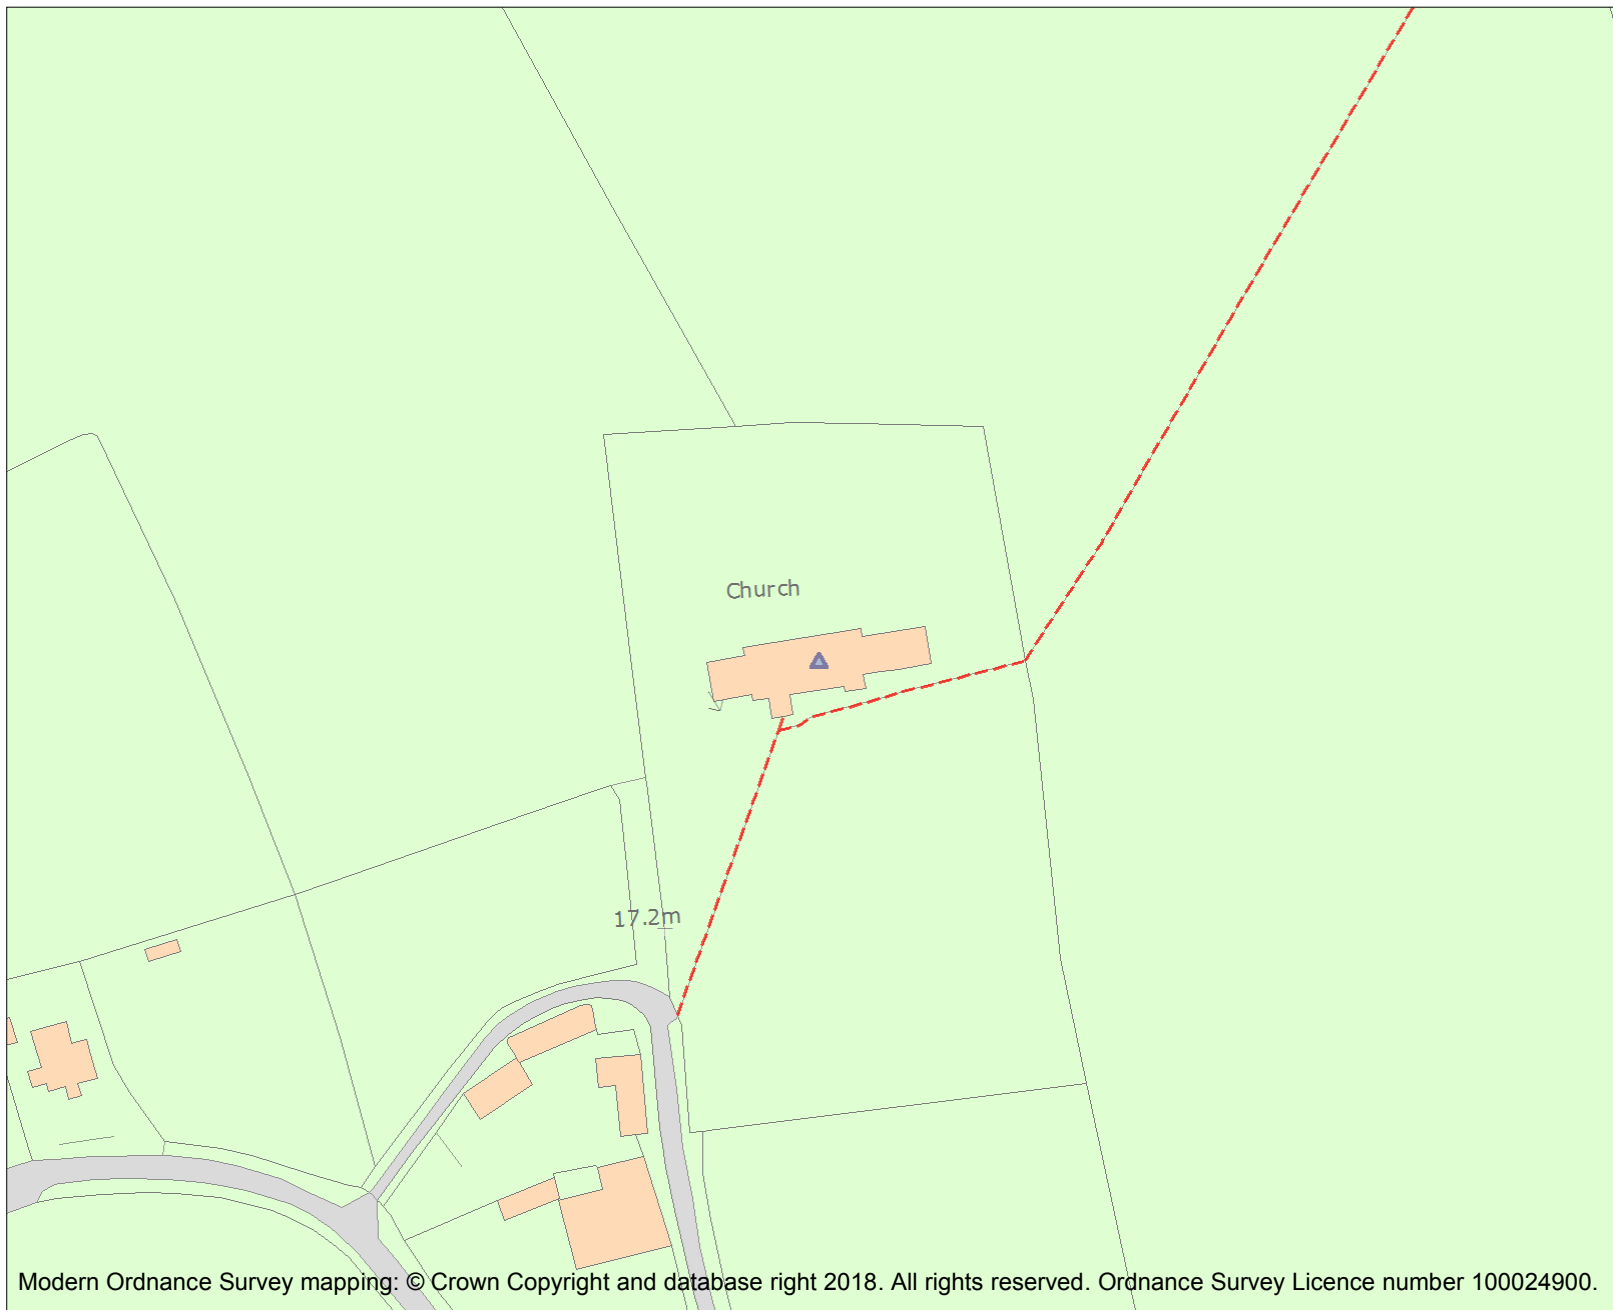 Church
17.2m
Modern Ordnance Survey mapping: © Crown Copyright and database right 2018. All rights reserved. Ordnance Survey Licence number 100024900.